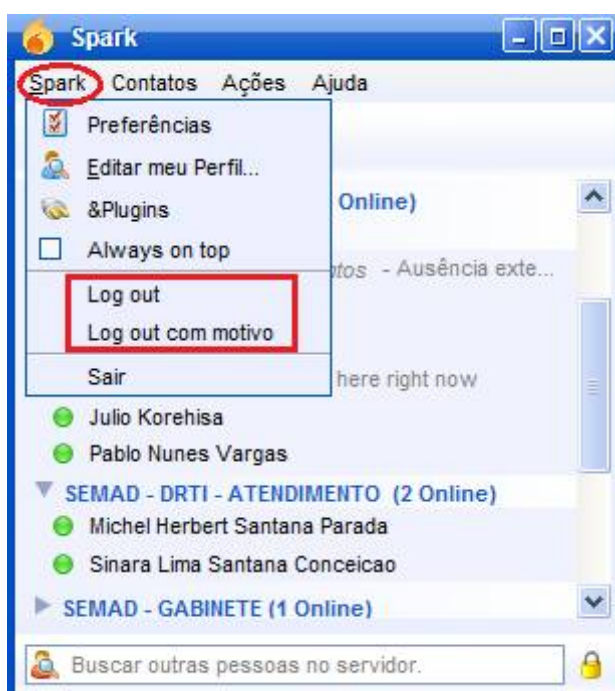 Spark
Spark Contatos Ações Ajuda
Preferências
Editar meu Perfil...
&Plugins
Online)
Always on top
- Ausência exte...
Log out
Log out com motivo
Sair
here right now
Julio Korehisa
Pablo Nunes Vargas
SEMAD - DRTI - ATENDIMENTO (2 Online)
Michel Herbert Santana Parada
Sinara Lima Santana Conceicao
SEMAD - GABINETE (1 Online)
Buscar outras pessoas no servidor.